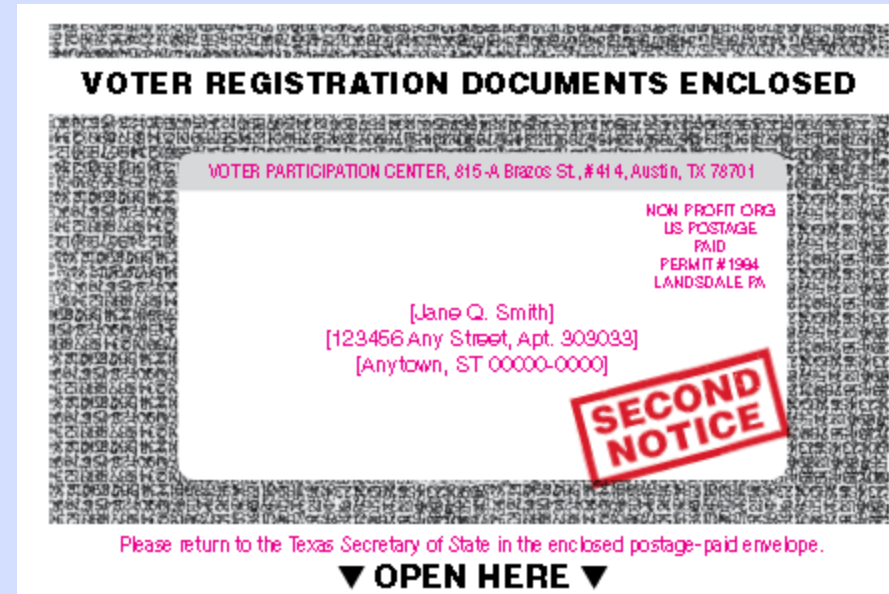 VOTER REGISTRATION DOCUMENTS ENCLOSED
VOTER PARTICIPATION CENTER, 815-A Brazos St., #414, Austin, TX 78701
NON PROFIT ORG
US POSTAGE
PAID
PERMIT #1994
LANDSDALE PA
[Jane Q. Smith]
[123456 Any Street, Apt. 303033]
[Anytown, ST 00000-0000]
SECOND
NOTICE
Please return to the Texas Secretary of State in the enclosed postage-paid envelope.
▼ OPEN HERE ▼